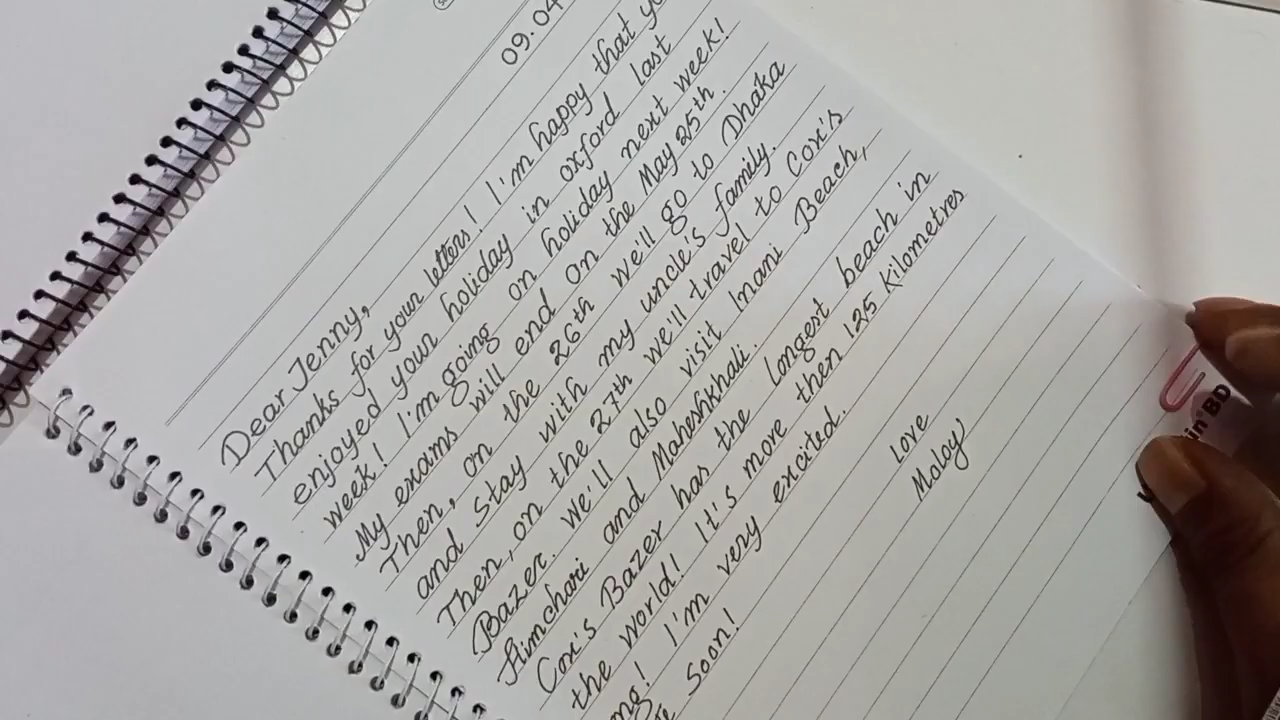 09.04
Dear Jenny,
Thanks for your letters! I'm happy that yo
enjoyed your holiday in oxford last
week! I'm going on holiday next week!
My exams will end on the May 25th.
Then, on the 26th we'll go to Dhaka
and stay with my uncle's family.
Then, on the 27th we'll travel to Cox's
Bazer. We'll also visit Inani Beach,
Himchari and Maheshkhali.
Cox's Bazer has the longest beach in
the world! It's more then 125 Kilometres
ng! I'm very excited.
te soon!
Love
Moloy
in BD